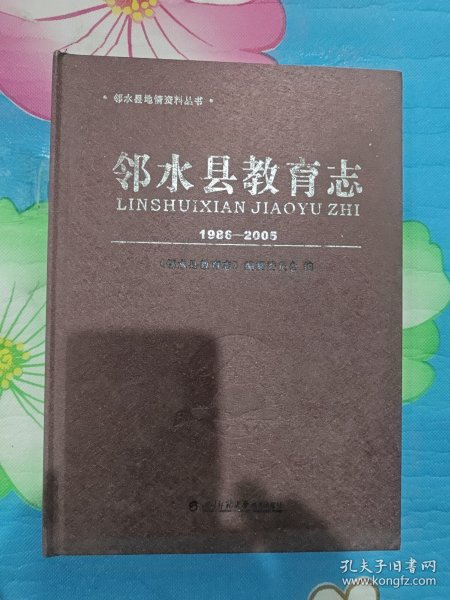 ·邻水县地情资料丛书·
邻水县教育志
LINSHUIXIAN JIAOYU ZHI
1986—2005
《邻水县教育志》编纂委员会 编
孔夫子旧书网
www.kongfz.com